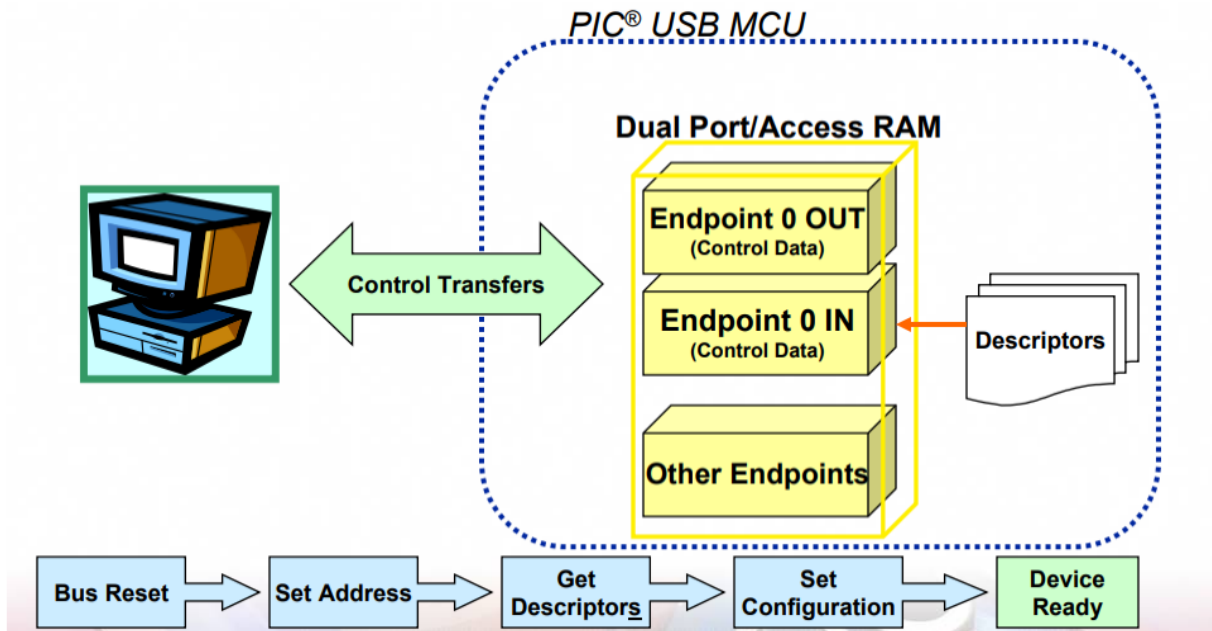 PIC® USB MCU
Dual Port/Access RAM
Endpoint 0 OUT
(Control Data)
Control Transfers
Endpoint 0 IN
(Control Data)
Descriptors
Other Endpoints
Bus Reset
Set Address
Get
Descriptors
Set
Configuration
Device
Ready